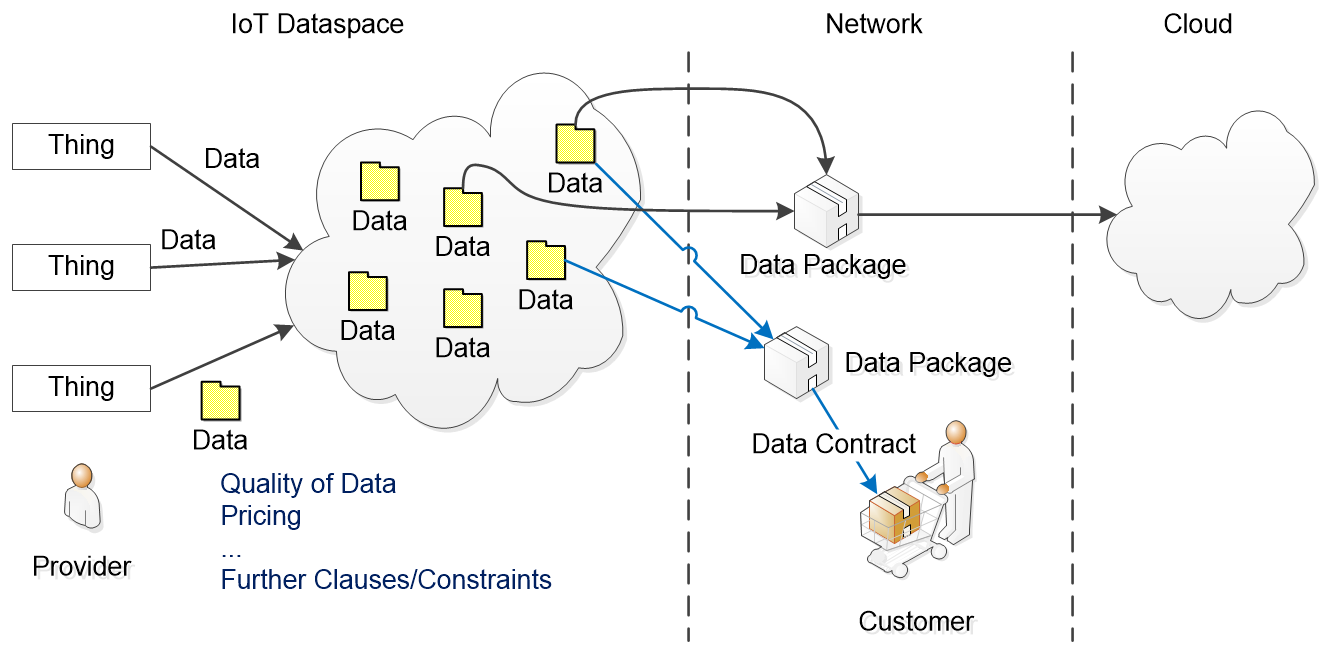 IoT Dataspace
Network
Cloud
Thing
Data
Thing
Data
Thing
Data
Data
Data
Data
Data
Data
Data
Data
Provider
Quality of Data
Pricing
...
Further Clauses/Constraints
Data Package
Data Package
Data Contract
Customer